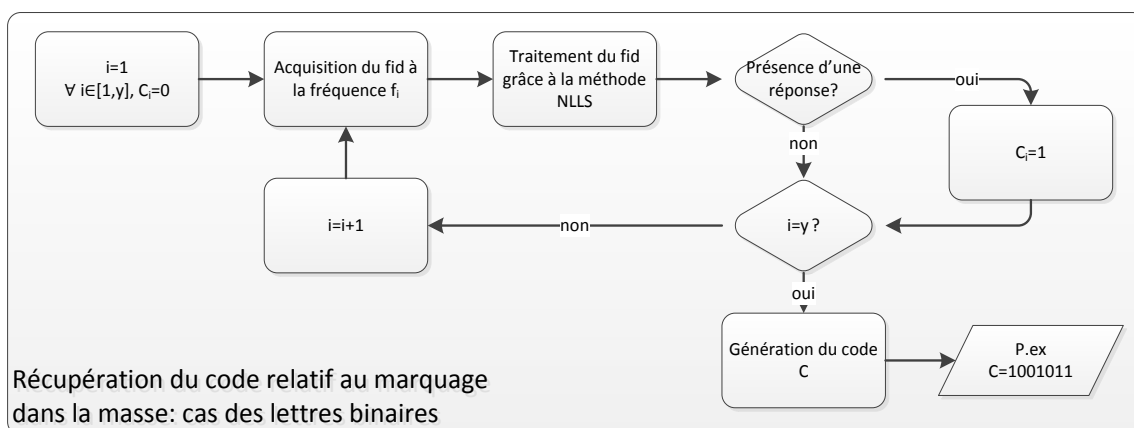 i=1
∀ i∈[1,y], Cᵢ=0
Acquisition du fid à
la fréquence fᵢ
Traitement du fid
grâce à la méthode
NLLS
Présence d'une
réponse?
oui
non
Cᵢ=1
i=i+1
non
i=y ?
oui
Génération du code
C
P.ex
C=1001011
Récupération du code relatif au marquage
dans la masse: cas des lettres binaires